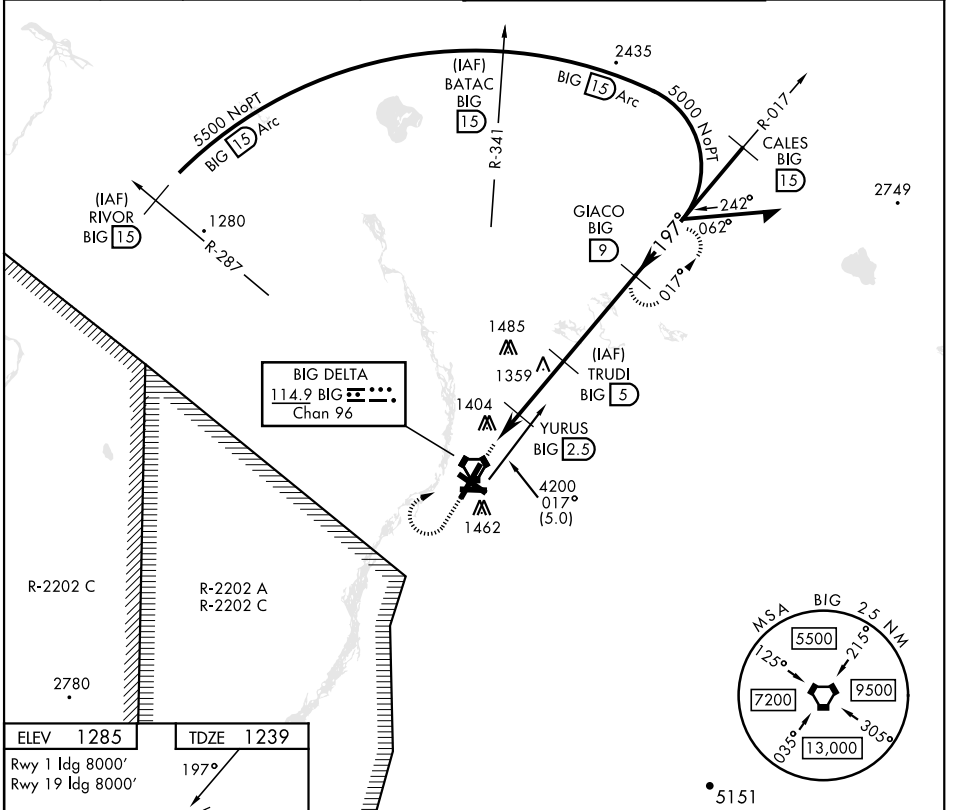 2435
(IAF)
BATAC
BIG
15
BIG 15 Arc
5500 NoPT
BIG 15 Arc
5000 NoPT
R-017
R-341
CALES
BIG
15
2749
(IAF)
RIVOR
BIG 15
1280
R-287
GIACO
BIG
9
242°
062°
197°
017°
1485
1359
(IAF)
TRUDI
BIG 5
BIG DELTA
114.9 BIG
Chan 96
1404
YURUS
BIG 2.5
4200
017°
(5.0)
1462
R-2202 C
R-2202 A
R-2202 C
2780
MSA BIG 25 NM
5500
125°
215°
7200
9500
035°
305°
13,000
ELEV 1285
TDZE 1239
Rwy 1 ldg 8000'
Rwy 19 ldg 8000'
197°
5151